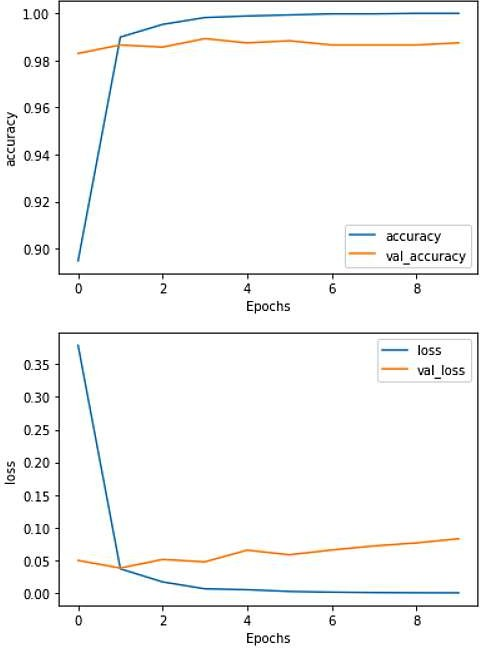 1.00
0.98
0.96
0.94
0.92
0.90
accuracy
accuracy
val_accuracy
0 2 4 6 8
Epochs
loss
val_loss
0.35
0.30
0.25
0.20
0.15
0.10
0.05
0.00
loss
0 2 4 6 8
Epochs